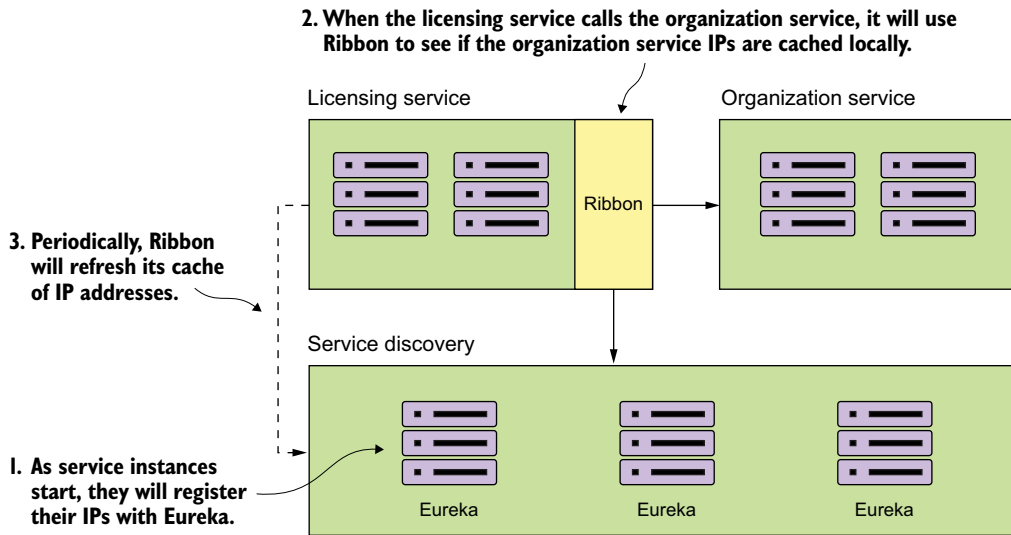 2. When the licensing service calls the organization service, it will use
Ribbon to see if the organization service IPs are cached locally.
Licensing service
Organization service
Ribbon
3. Periodically, Ribbon
will refresh its cache
of IP addresses.
Service discovery
1. As service instances
start, they will register
their IPs with Eureka.
Eureka
Eureka
Eureka